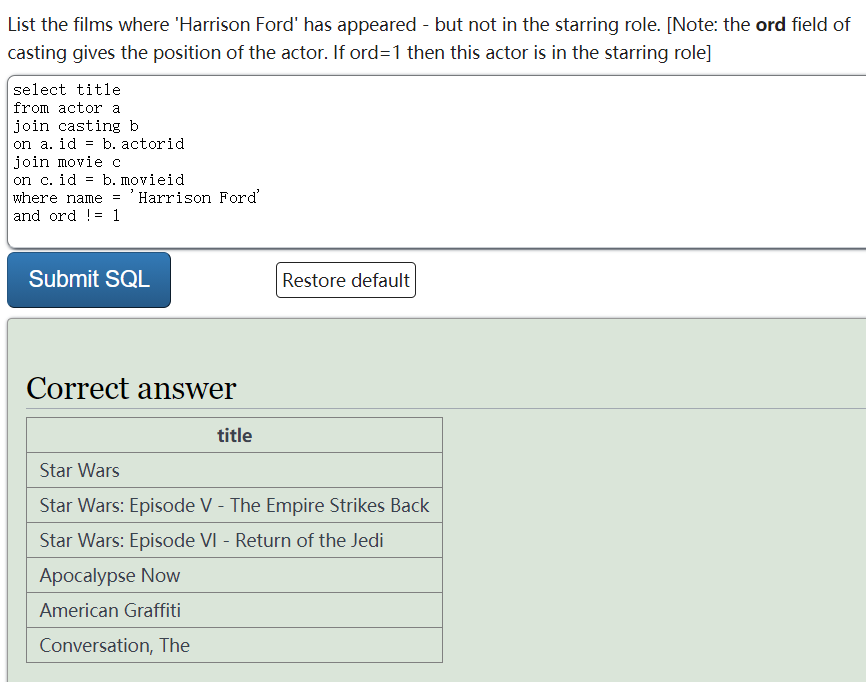 List the films where 'Harrison Ford' has appeared - but not in the starring role. [Note: the ord field of
casting gives the position of the actor. If ord=1 then this actor is in the starring role]
select title
from actor a
join casting b
on a.id = b.actorid
join movie c
on c.id = b.movieid
where name = 'Harrison Ford'
and ord != 1
Submit SQL
Restore default
Correct answer
title
Star Wars
Star Wars: Episode V - The Empire Strikes Back
Star Wars: Episode VI - Return of the Jedi
Apocalypse Now
American Graffiti
Conversation, The